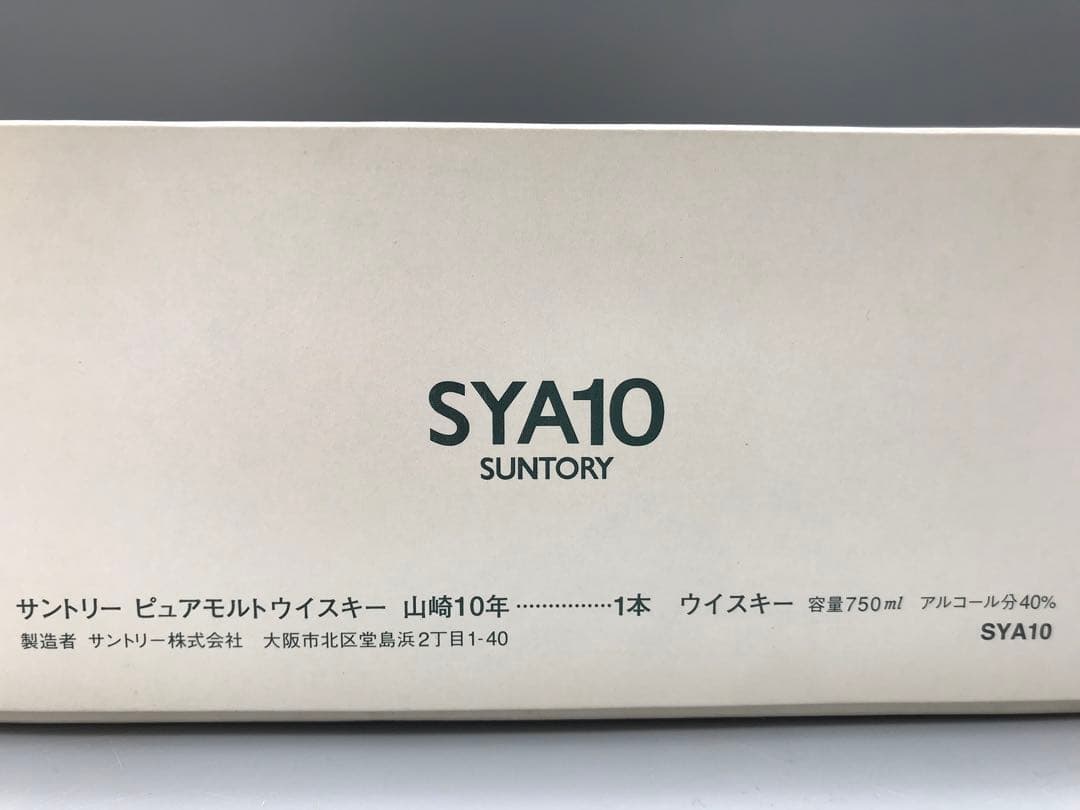 SYA10
SUNTORY
サントリー ピュアモルトウイスキー 山崎10年……………1本 ウイスキー 容量750ml アルコール分40%
製造者 サントリー株式会社 大阪市北区堂島浜2丁目1-40
SYA10